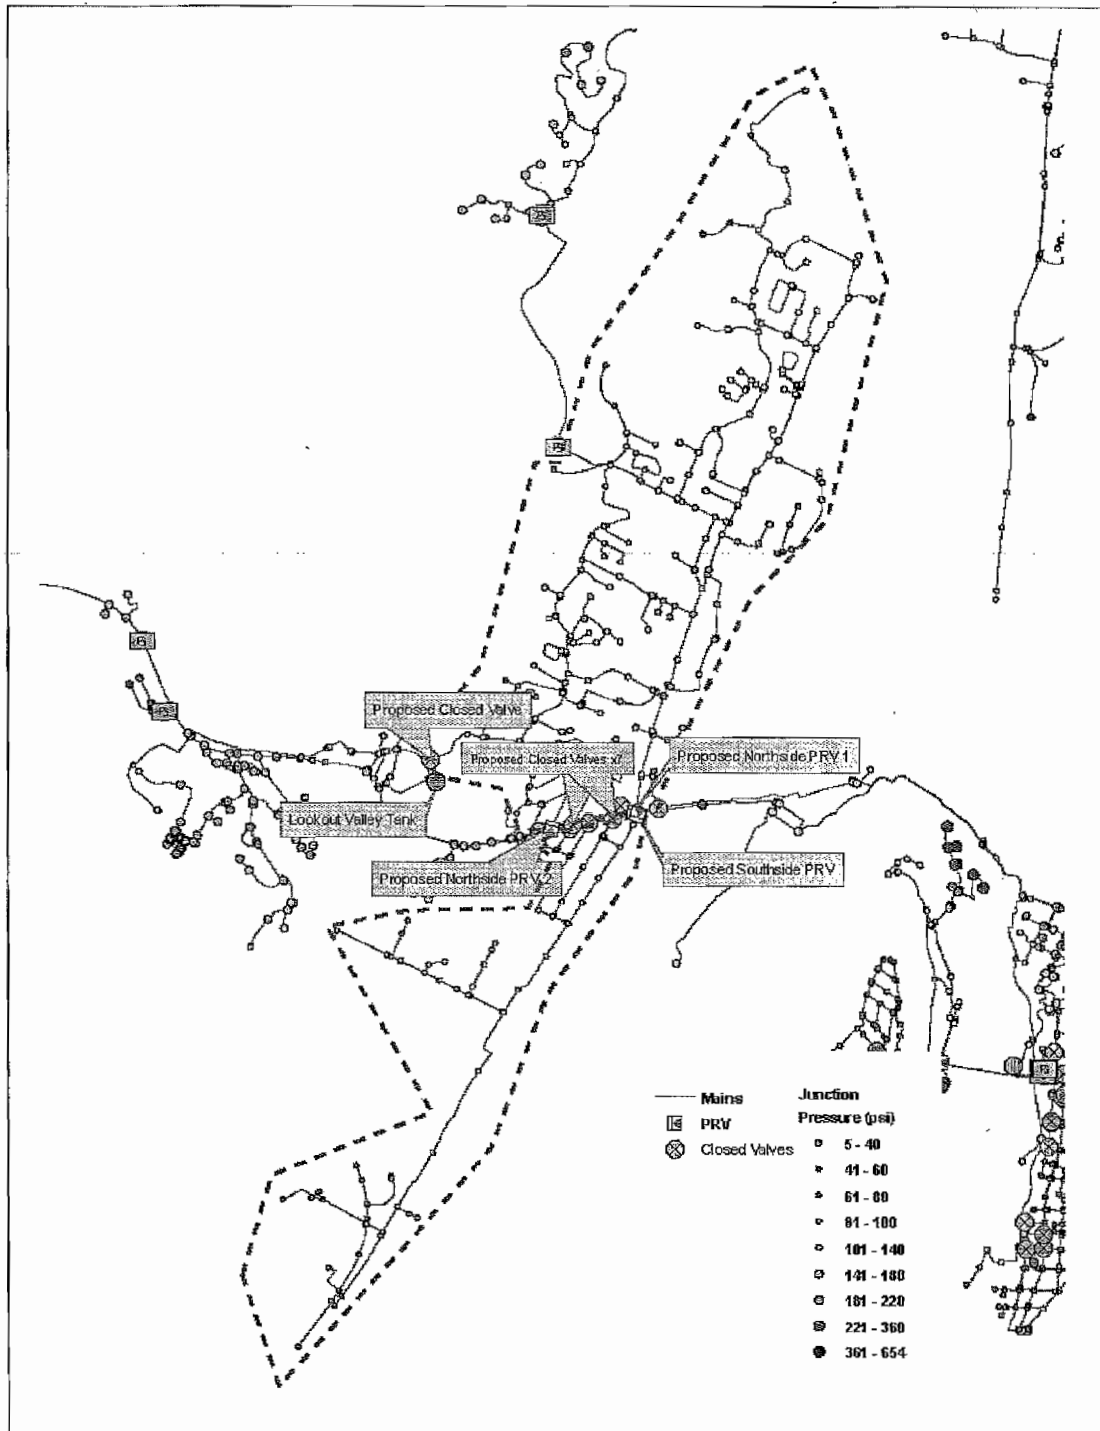 Proposed Closed Valve
Proposed Closed Valves x7
Proposed Northside PRV 1
Lookout Valley Tank
Proposed Northside PRV 2
Proposed Southside PRV
Mains
PRV
Closed Valves
Junction
Pressure (psi)
5 - 40
41 - 60
61 - 80
81 - 100
101 - 140
141 - 180
181 - 220
221 - 360
361 - 654